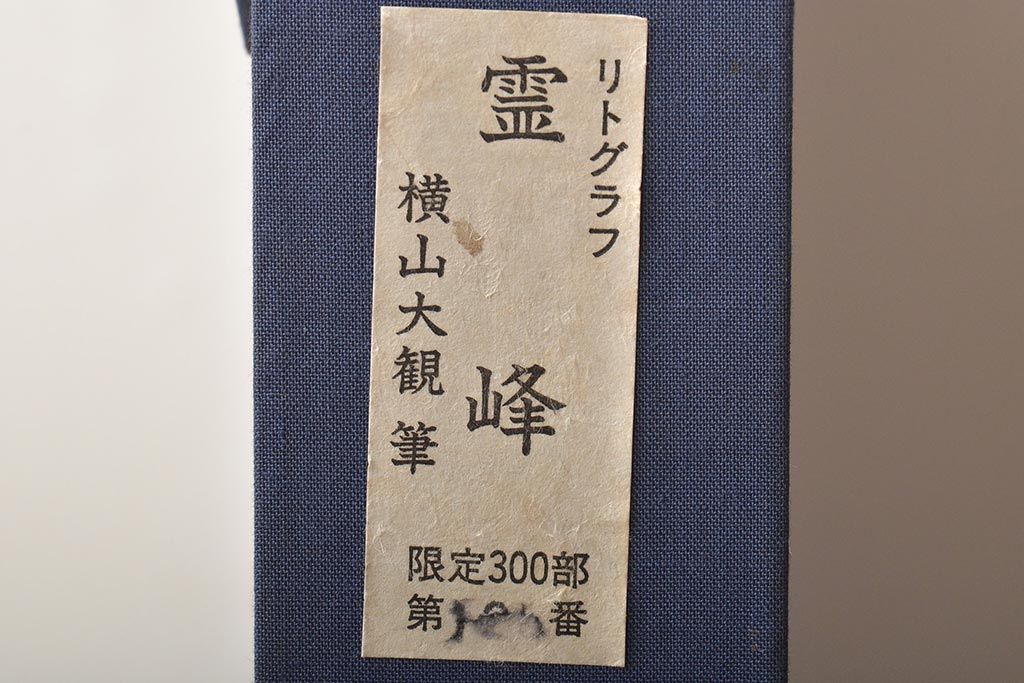 リトグラフ
霊峰
横山大観 筆
限定300部
第 番